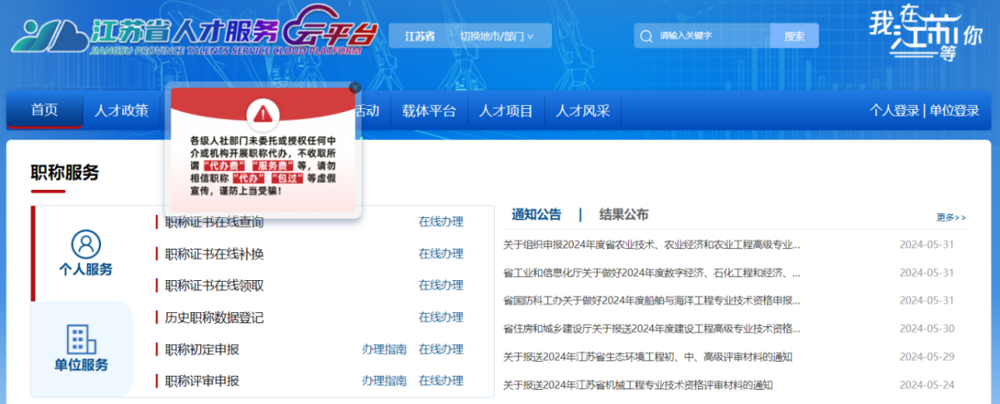 江苏省人才服务云平台
JIANGSU PROVINCE TALENTS SERVICE CLOUD PLATFORM
江苏省 切换地市/部门
请输入关键字 搜索
我在江苏等你
首页 人才政策 活动 载体平台 人才项目 人才风采 个人登录 | 单位登录
各级人社部门未委托或授权任何中
介或机构开展职称代办，不收取所
谓“代办费”“服务费”等，请勿
相信职称“代办”“包过”等虚假
宣传，谨防上当受骗！
职称服务
个人服务
单位服务
职称证书在线查询 在线办理
职称证书在线补换 在线办理
职称证书在线领取 在线办理
历史职称数据登记 在线办理
职称初定申报 办理指南 在线办理
职称评审申报 办理指南 在线办理
通知公告 | 结果公布 更多>>
关于组织申报2024年度省农业技术、农业经济和农业工程高级专业... 2024-05-31
省工业和信息化厅关于做好2024年度数字经济、石化工程和经济、... 2024-05-31
省国防科工办关于做好2024年度船舶与海洋工程专业技术资格申报... 2024-05-31
省住房和城乡建设厅关于报送2024年度建设工程高级专业技术资格... 2024-05-30
关于报送2024年江苏省生态环境工程初、中、高级评审材料的通知 2024-05-29
关于报送2024年江苏省机械工程专业技术资格评审材料的通知 2024-05-24